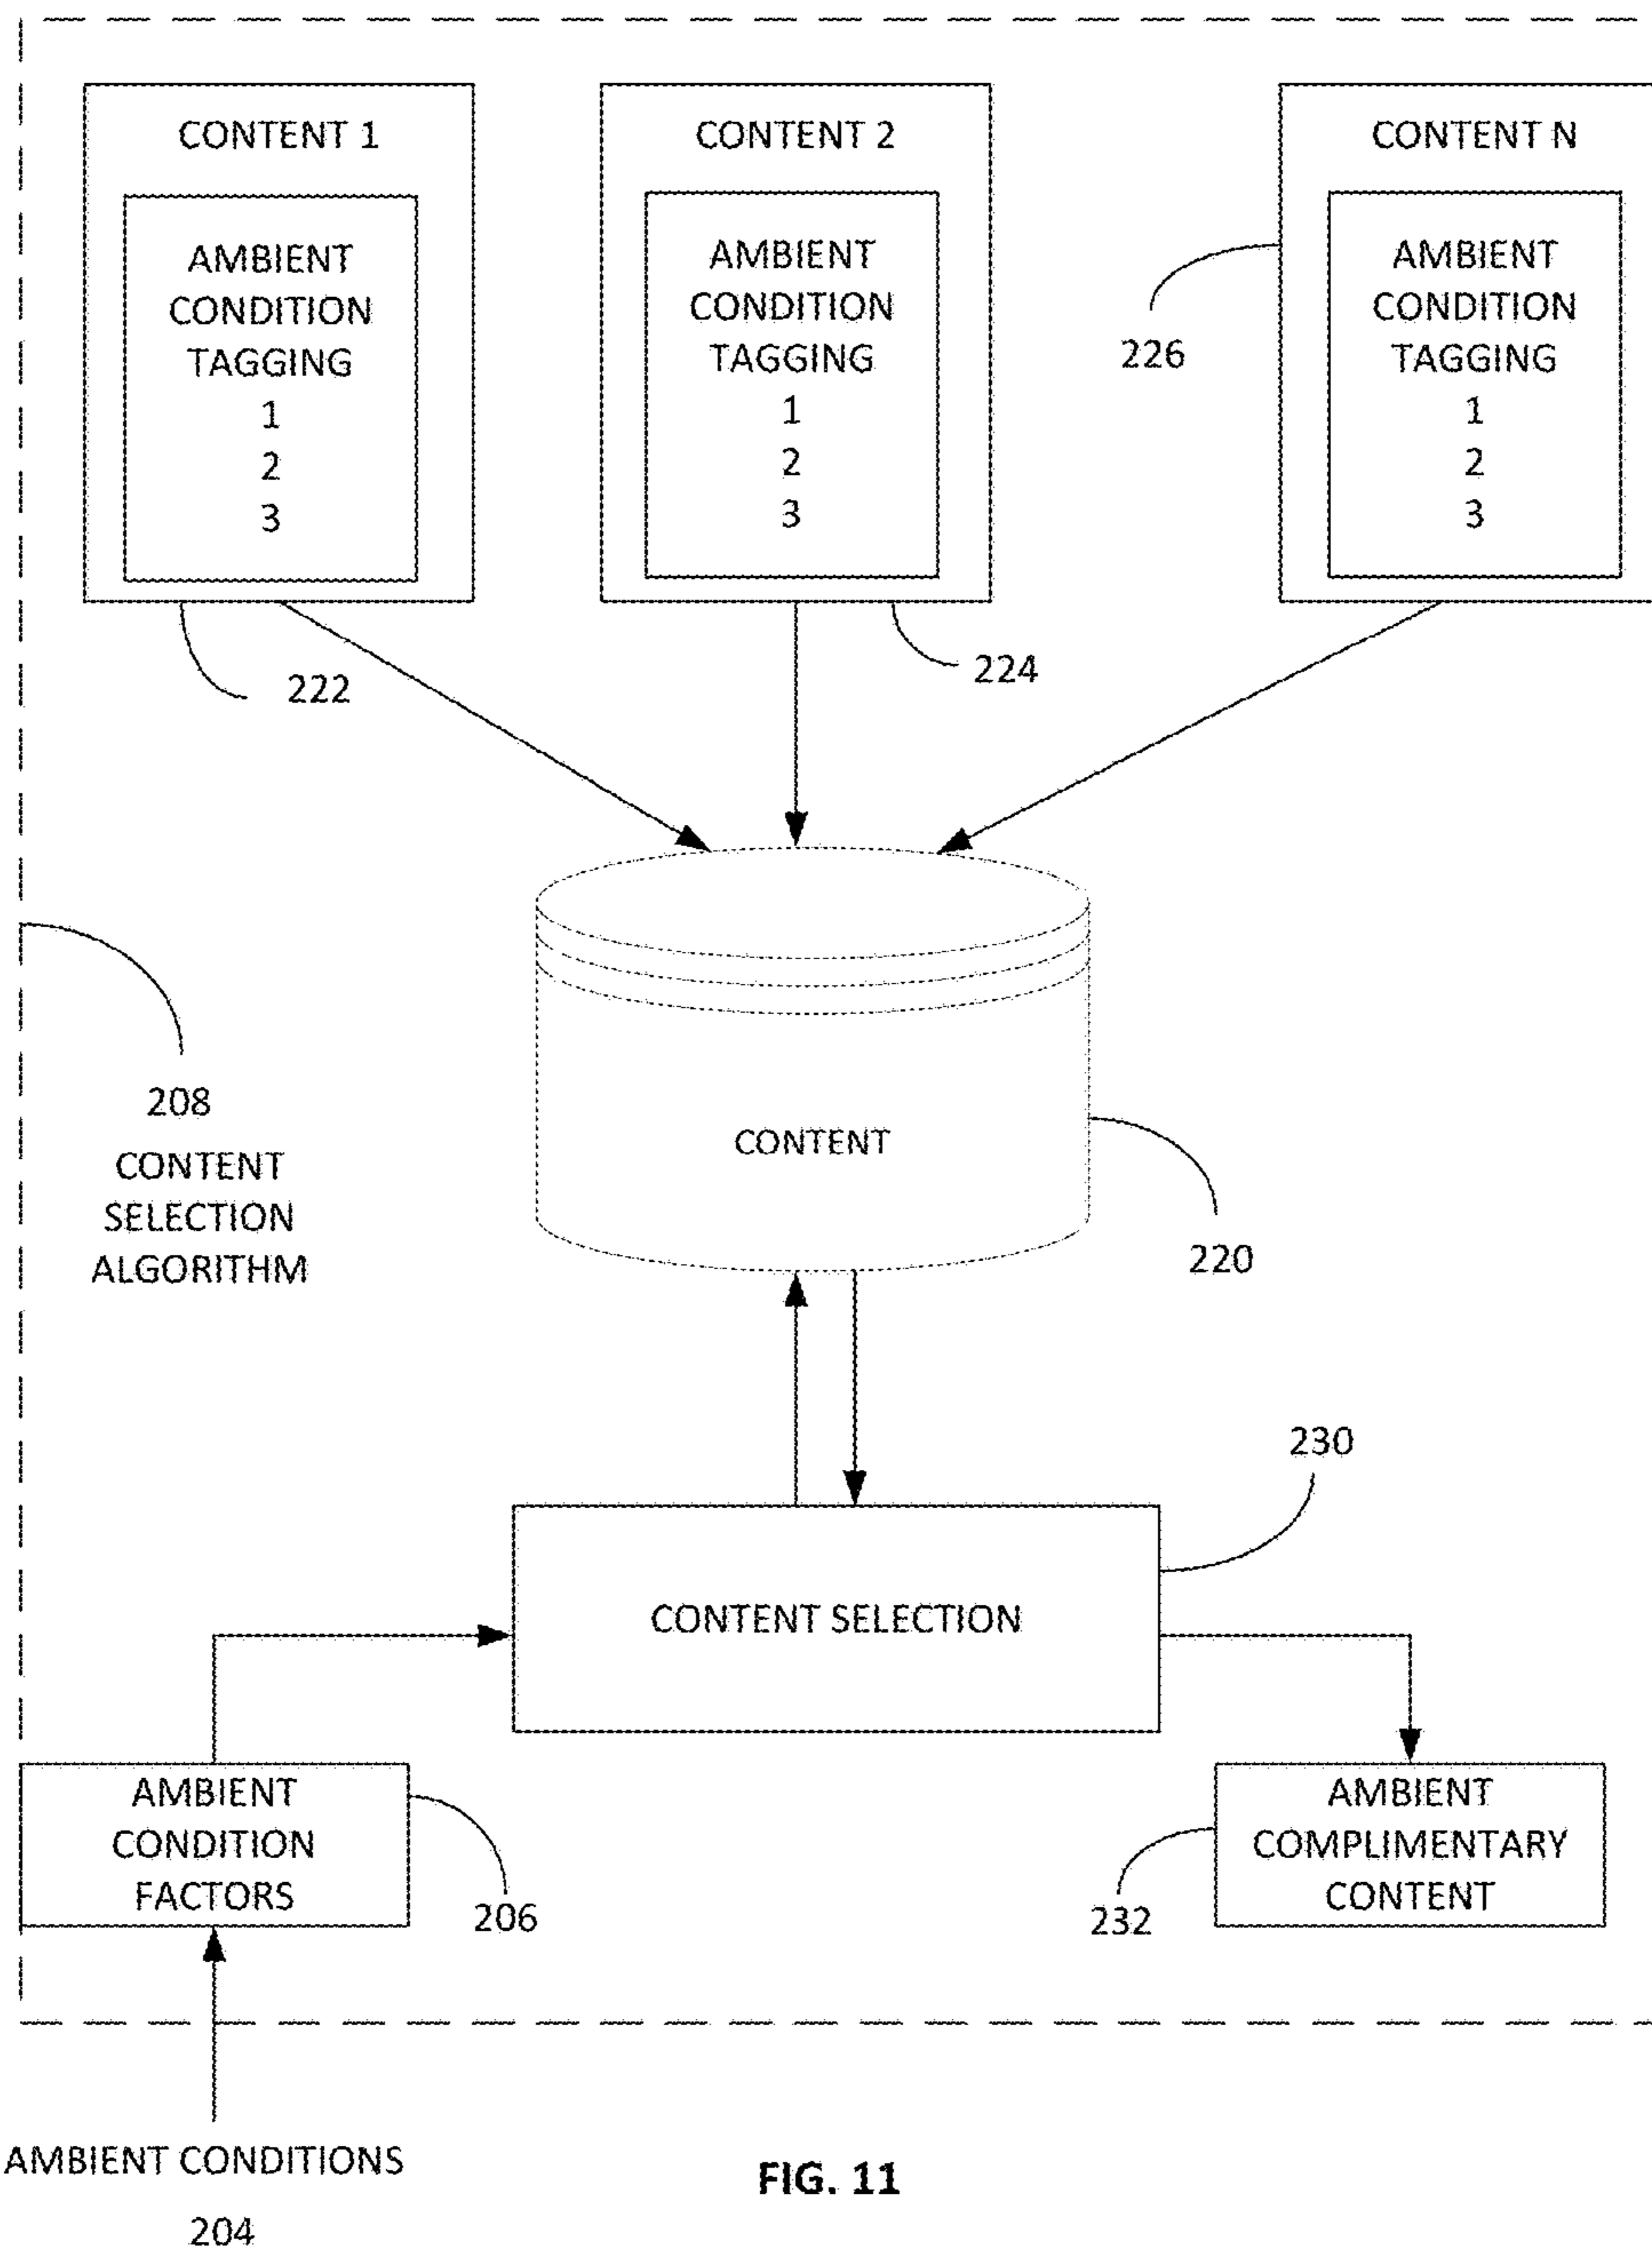 CONTENT 1
AMBIENT
CONDITION
TAGGING
1
2
3
CONTENT 2
AMBIENT
CONDITION
TAGGING
1
2
3
CONTENT N
AMBIENT
CONDITION
TAGGING
1
2
3
226
222
224
208
CONTENT
SELECTION
ALGORITHM
CONTENT
220
230
CONTENT SELECTION
AMBIENT
CONDITION
FACTORS
206
232
AMBIENT
COMPLIMENTARY
CONTENT
AMBIENT CONDITIONS
204
FIG. 11